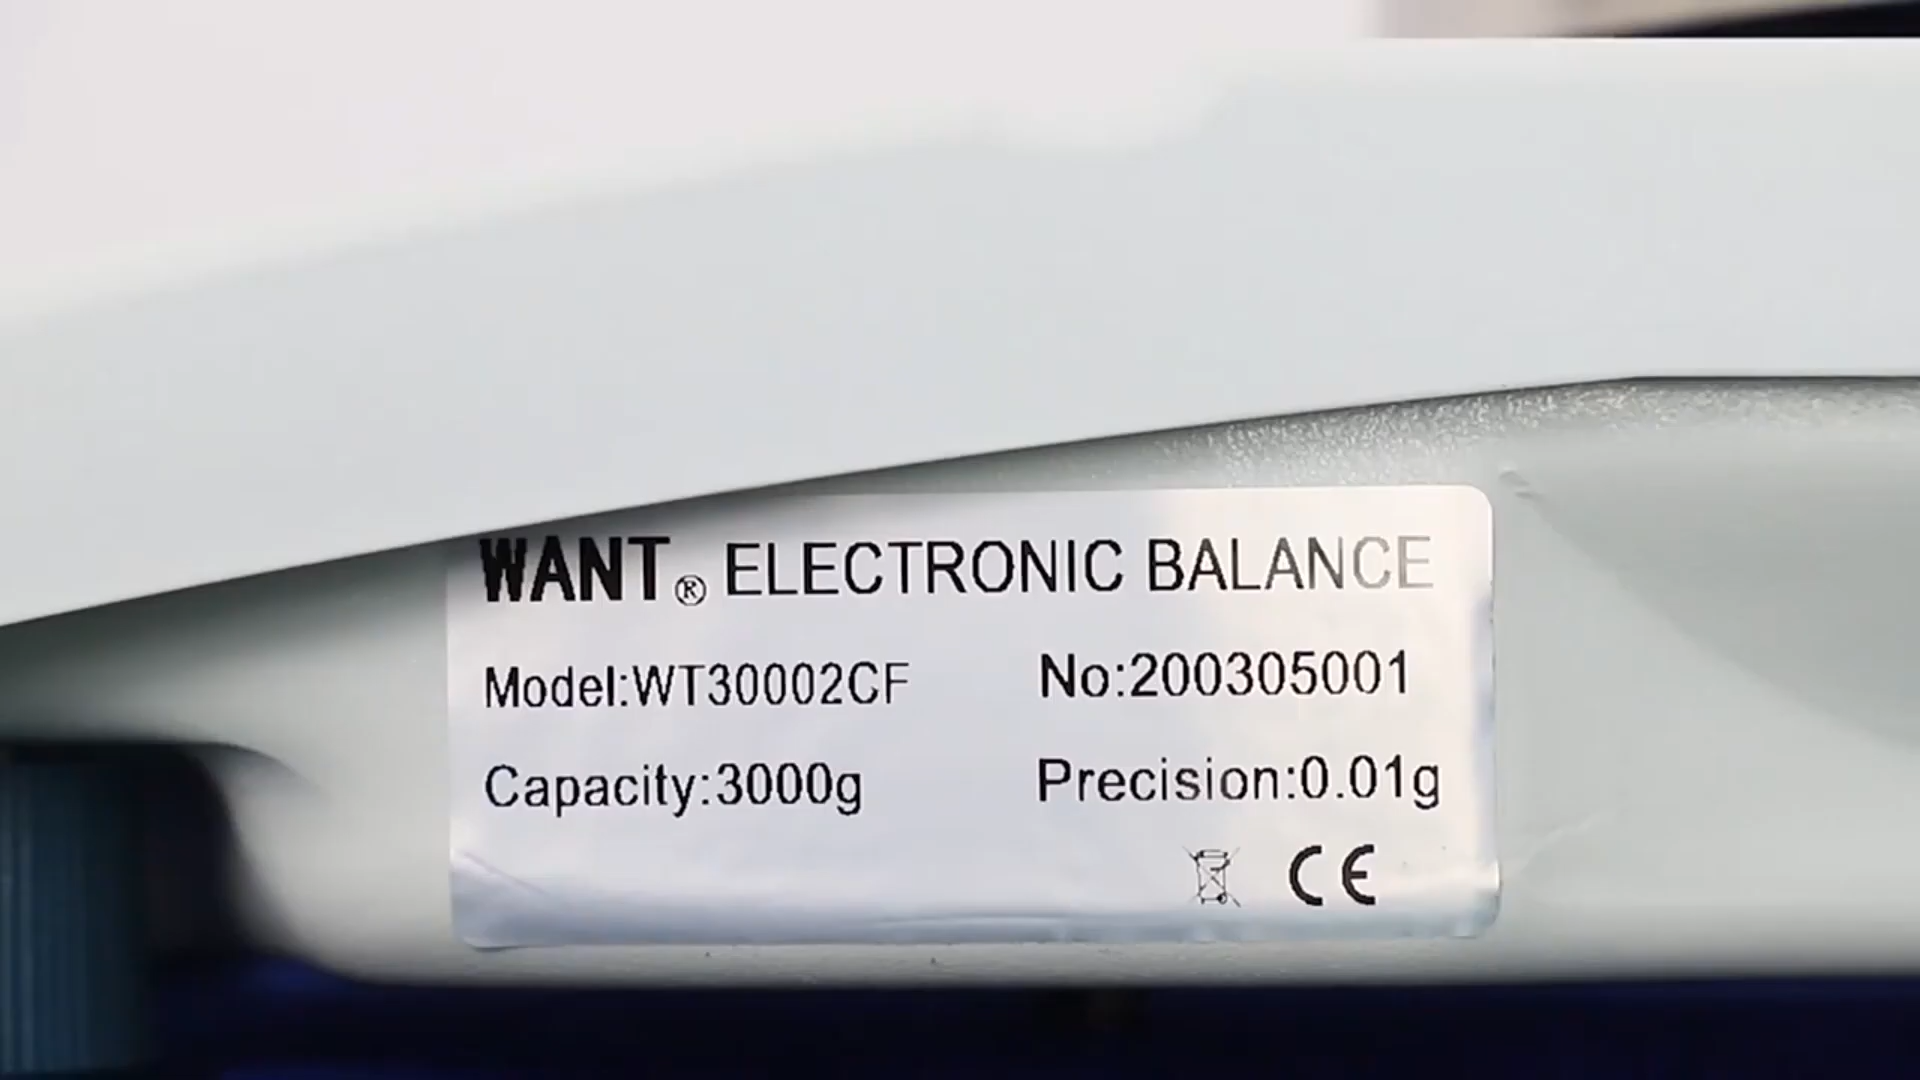 WANT® ELECTRONIC BALANCE
Model:WT30002CF No:200305001
Capacity:3000g Precision:0.01g
CE